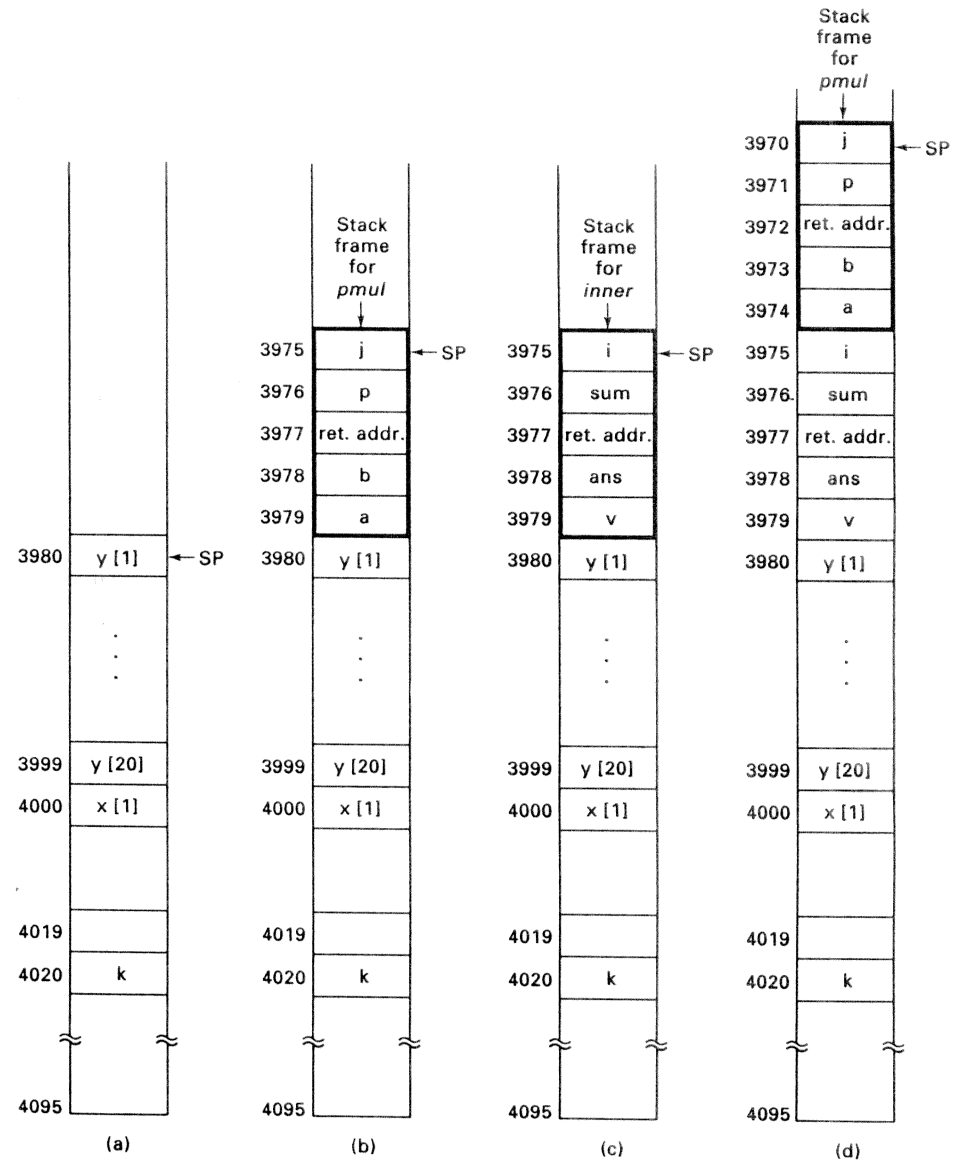 Stack
frame
for
pmul
3970 j SP
3971 p
3972 ret. addr.
3973 b
3974 a
3975 i
3976 sum
3977 ret. addr.
3978 ans
3979 v
3980 y [1]
3999 y [20]
4000 x [1]
4019
4020 k
4095
(d)
Stack
frame
for
inner
3975 i SP
3976 sum
3977 ret. addr.
3978 ans
3979 v
3980 y [1]
3999 y [20]
4000 x [1]
4019
4020 k
4095
(c)
Stack
frame
for
pmul
3975 j SP
3976 p
3977 ret. addr.
3978 b
3979 a
3980 y [1]
3999 y [20]
4000 x [1]
4019
4020 k
4095
(b)
3980 y [1] SP
3999 y [20]
4000 x [1]
4019
4020 k
4095
(a)